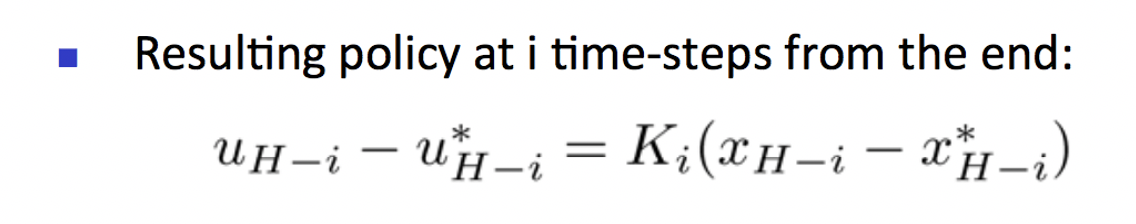 ▪ Resulting policy at i time-steps from the end:
u_{H-i} - u^*_{H-i} = K_i(x_{H-i} - x^*_{H-i})